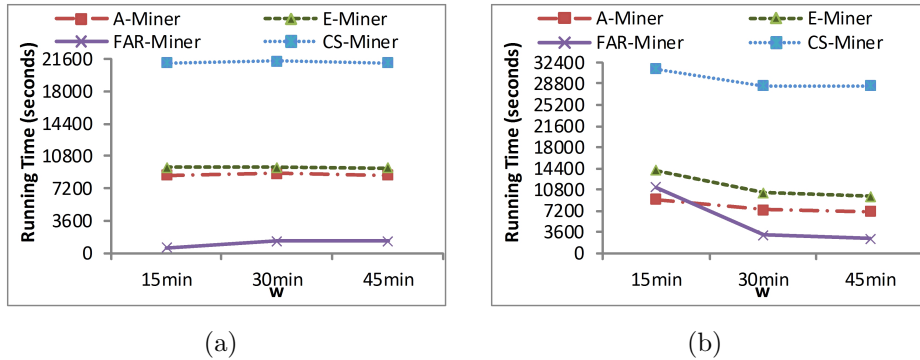 A-Miner E-Miner
FAR-Miner CS-Miner
Running Time (seconds)
21600
18000
14400
10800
7200
3600
0
15min 30min 45min
w
(a)
A-Miner E-Miner
FAR-Miner CS-Miner
Running Time (seconds)
32400
28800
25200
21600
18000
14400
10800
7200
3600
0
15min 30min 45min
w
(b)